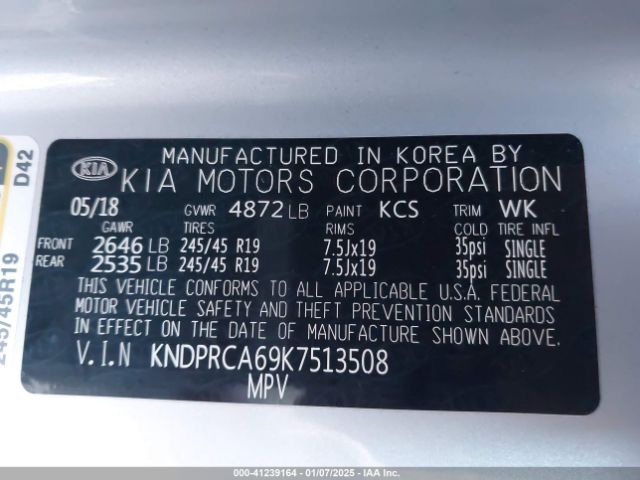 MANUFACTURED IN KOREA BY
KIA KIA MOTORS CORPORATION
05/18 GVWR 4872 LB PAINT KCS TRIM WK
GAWR TIRES RIMS COLD TIRE INFL
FRONT 2646 LB 245/45 R19 7.5Jx19 35psi SINGLE
REAR 2535 LB 245/45 R19 7.5Jx19 35psi SINGLE
THIS VEHICLE CONFORMS TO ALL APPLICABLE U.S.A. FEDERAL
MOTOR VEHICLE SAFETY AND THEFT PREVENTION STANDARDS
IN EFFECT ON THE DATE OF MANUFACTURE SHOWN ABOVE.
V.I.N KNDPRCA69K7513508
MPV
D42
245/45R19
000-41239164 - 01/07/2025 - IAAI.CA